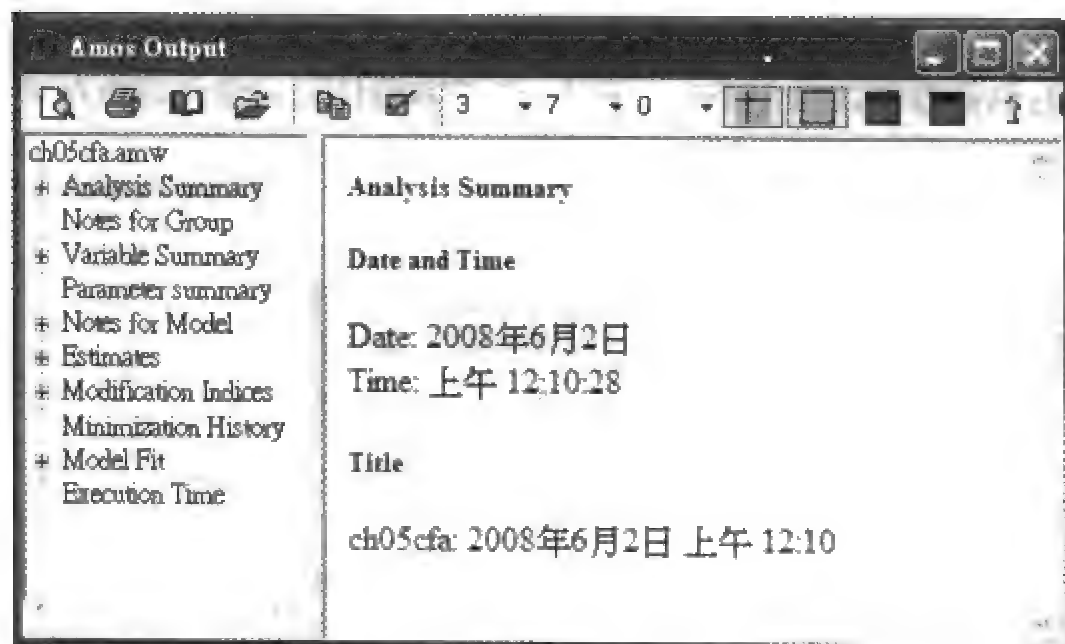 Amos Output
3 7 0
ch05cfa.amw
Analysis Summary
Notes for Group
Variable Summary
Parameter summary
Notes for Model
Estimates
Modification Indices
Minimization History
Model Fit
Execution Time
Analysis Summary
Date and Time
Date: 2008年6月2日
Time: 上午 12:10:28
Title
ch05cfa: 2008年6月2日 上午 12:10